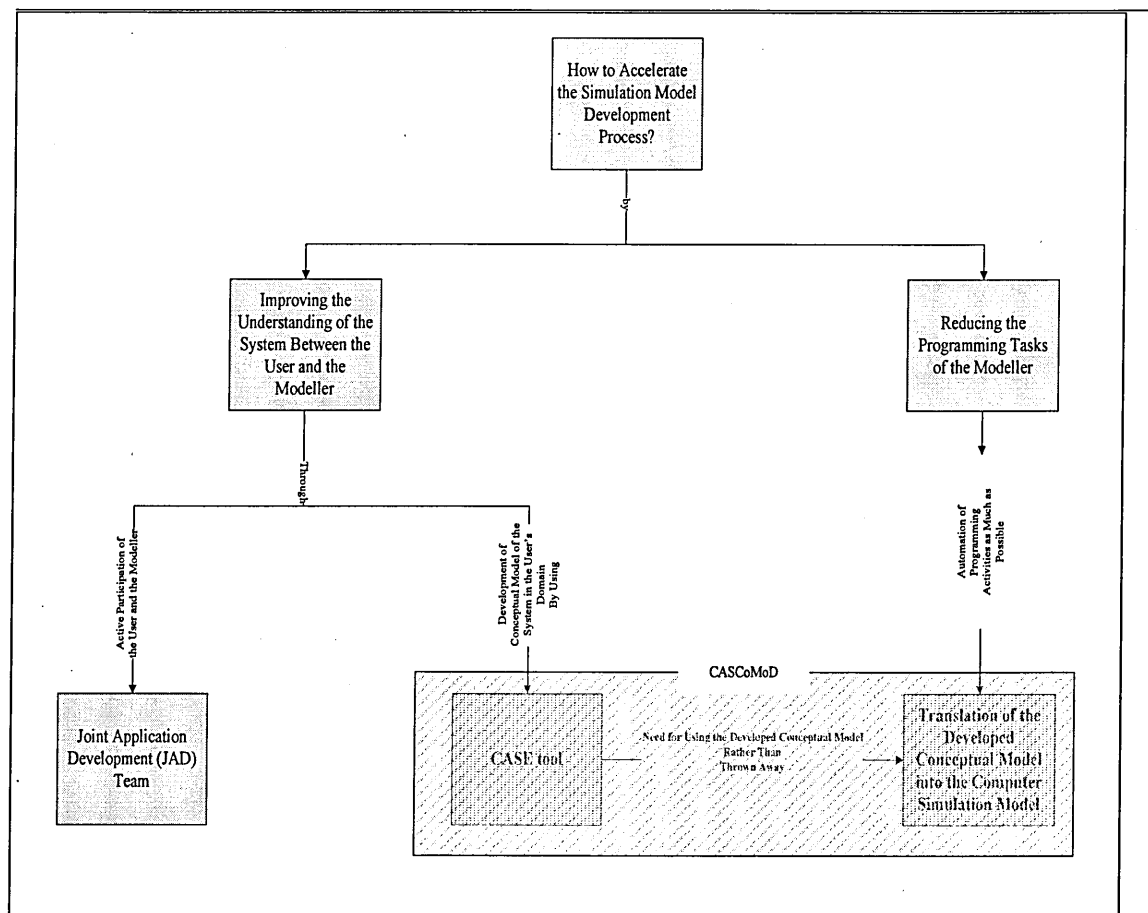 How to Accelerate
the Simulation Model
Development
Process?
by
Improving the
Understanding of the
System Between the
User and the
Modeller
Reducing the
Programming Tasks
of the Modeller
Through
Active Participation of
the User and the Modeller
Development of
Conceptual Model of the
System in the User's
Domain
By Using
Automation of
Programming
Activities as Much as
Possible
CASCoMoD
Joint Application
Development (JAD)
Team
CASE tool
Need for Using the Developed Conceptual Model
Rather Than
Thrown Away
Translation of the
Developed
Conceptual Model
into the Computer
Simulation Model